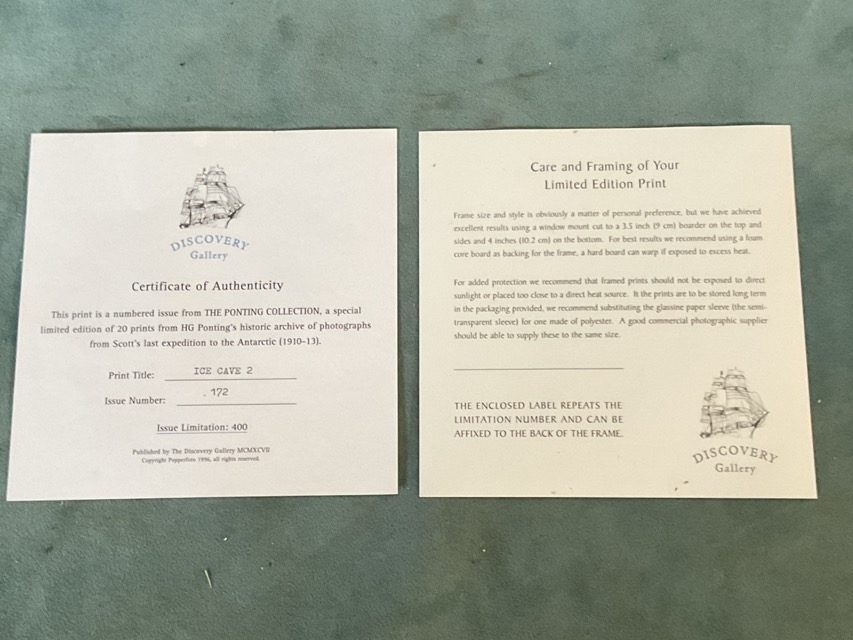 DISCOVERY
Gallery
Certificate of Authenticity
This print is a numbered issue from THE PONTING COLLECTION, a special
limited edition of 20 prints from HG Ponting's historic archive of photographs
from Scott's last expedition to the Antarctic (1910-13).
Print Title: ICE CAVE 2
Issue Number: . 172
Issue Limitation: 400
Published by The Discovery Gallery MCMXCVII
Copyright Popperfoto 1996, all rights reserved.
Care and Framing of Your
Limited Edition Print
Frame size and style is obviously a matter of personal preference, but we have achieved
excellent results using a window mount cut to a 3.5 inch (9 cm) boarder on the top and
sides and 4 inches (10.2 cm) on the bottom. For best results we recommend using a foam
core board as backing for the frame, a hard board can warp if exposed to excess heat.
For added protection we recommend that framed prints should not be exposed to direct
sunlight or placed too close to a direct heat source. It the prints are to be stored long term
in the packaging provided, we recommend substituting the glassine paper sleeve (the semi-
transparent sleeve) for one made of polyester. A good commercial photographic supplier
should be able to supply these to the same size.
THE ENCLOSED LABEL REPEATS THE
LIMITATION NUMBER AND CAN BE
AFFIXED TO THE BACK OF THE FRAME.
DISCOVERY
Gallery